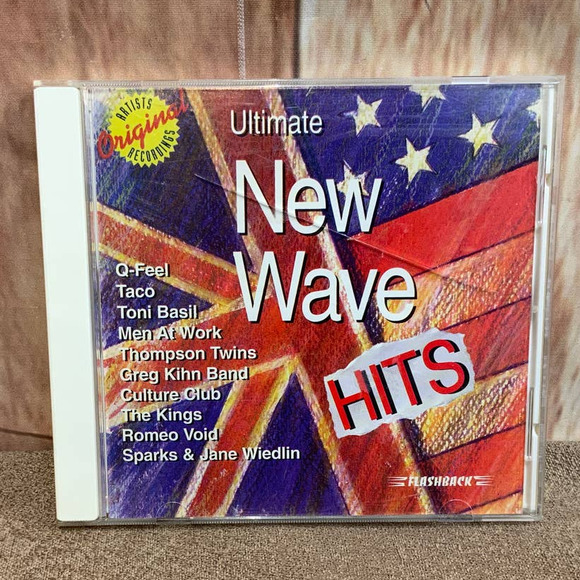 ARTISTS
Original
RECORDINGS
Ultimate
New
Wave
HITS
Q-Feel
Taco
Toni Basil
Men At Work
Thompson Twins
Greg Kihn Band
Culture Club
The Kings
Romeo Void
Sparks & Jane Wiedlin
FLASHBACK